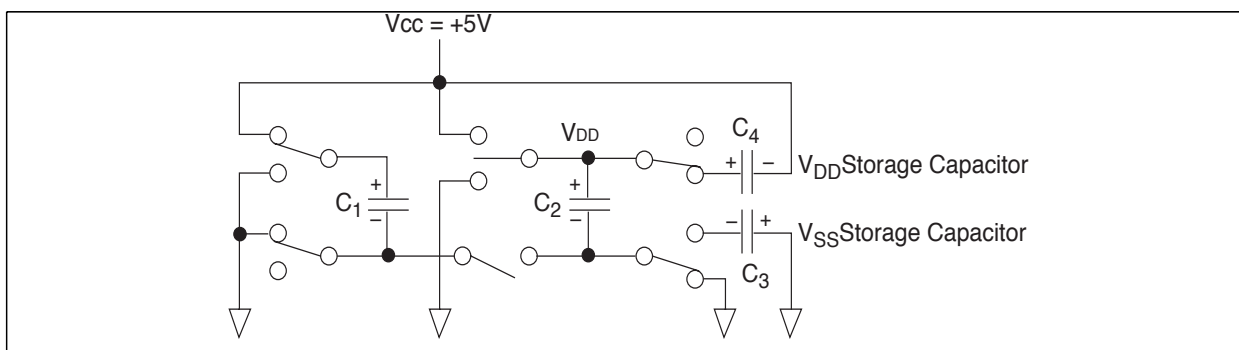 Vcc = +5V
VDD
C4
+ −
VDDStorage Capacitor
+
C1
−
+
C2
−
− +
VSSStorage Capacitor
C3